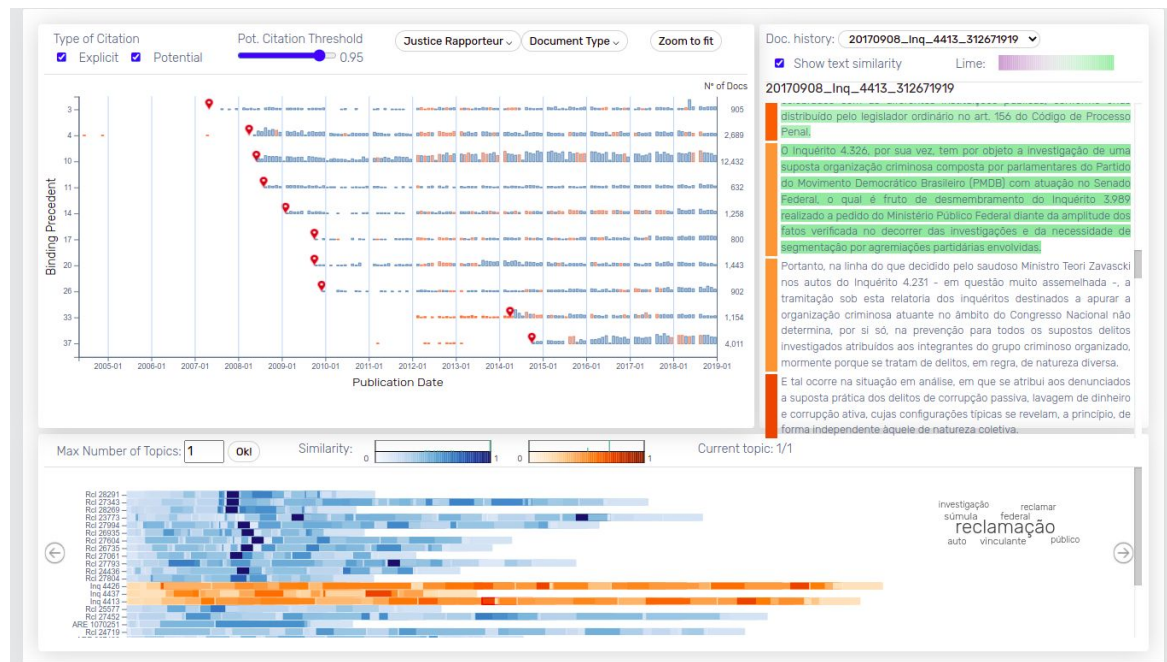 Type of Citation
Explicit
Potential
Pot. Citation Threshold
0.95
Justice Rapporteur
Document Type
Zoom to fit
N° of Docs
Binding Precedent
3
905
4
2,689
10
12,432
11
632
14
1,258
17
800
20
1,443
26
902
33
1,154
37
4,011
2005-01 2006-01 2007-01 2008-01 2009-01 2010-01 2011-01 2012-01 2013-01 2014-01 2015-01 2016-01 2017-01 2018-01 2019-01
Publication Date
Doc. history: 20170908_Inq_4413_312671919
Show text similarity
Lime:
20170908_Inq_4413_312671919
distribuído pelo legislador ordinário no art. 156 do Código de Processo
Penal.
O Inquérito 4.326, por sua vez, tem por objeto a investigação de uma
suposta organização criminosa composta por parlamentares do Partido
do Movimento Democrático Brasileiro (PMDB) com atuação no Senado
Federal, o qual é fruto de desmembramento do Inquérito 3.989
realizado a pedido do Ministério Público Federal diante da amplitude dos
fatos verificada no decorrer das investigações e da necessidade de
segmentação por agremiações partidárias envolvidas.
Portanto, na linha do que decidido pelo saudoso Ministro Teori Zavascki
nos autos do Inquérito 4.231 - em questão muito assemelhada -, a
tramitação sob esta relatoria dos inquéritos destinados a apurar a
organização criminosa atuante no âmbito do Congresso Nacional não
determina, por si só, na prevenção para todos os supostos delitos
investigados atribuídos aos integrantes do grupo criminoso organizado,
mormente porque se tratam de delitos, em regra, de natureza diversa.
E tal ocorre na situação em análise, em que se atribui aos denunciados
a suposta prática dos delitos de corrupção passiva, lavagem de dinheiro
e corrupção ativa, cujas configurações típicas se revelam, a princípio, de
forma independente àquele de natureza coletiva.
Max Number of Topics: 1
Ok!
Similarity:
0
1
0
1
Current topic: 1/1
Rcl 28291
Rcl 27343
Rcl 28269
Rcl 23773
Rcl 27994
Rcl 26935
Rcl 27604
Rcl 26735
Rcl 27061
Rcl 27793
Rcl 24436
Rcl 27804
Inq 4426
Inq 4437
Inq 4413
Rcl 25577
Rcl 27452
ARE 1070251
Rcl 24719
investigação
reclamar
súmula
federal
reclamação
auto
vinculante
público